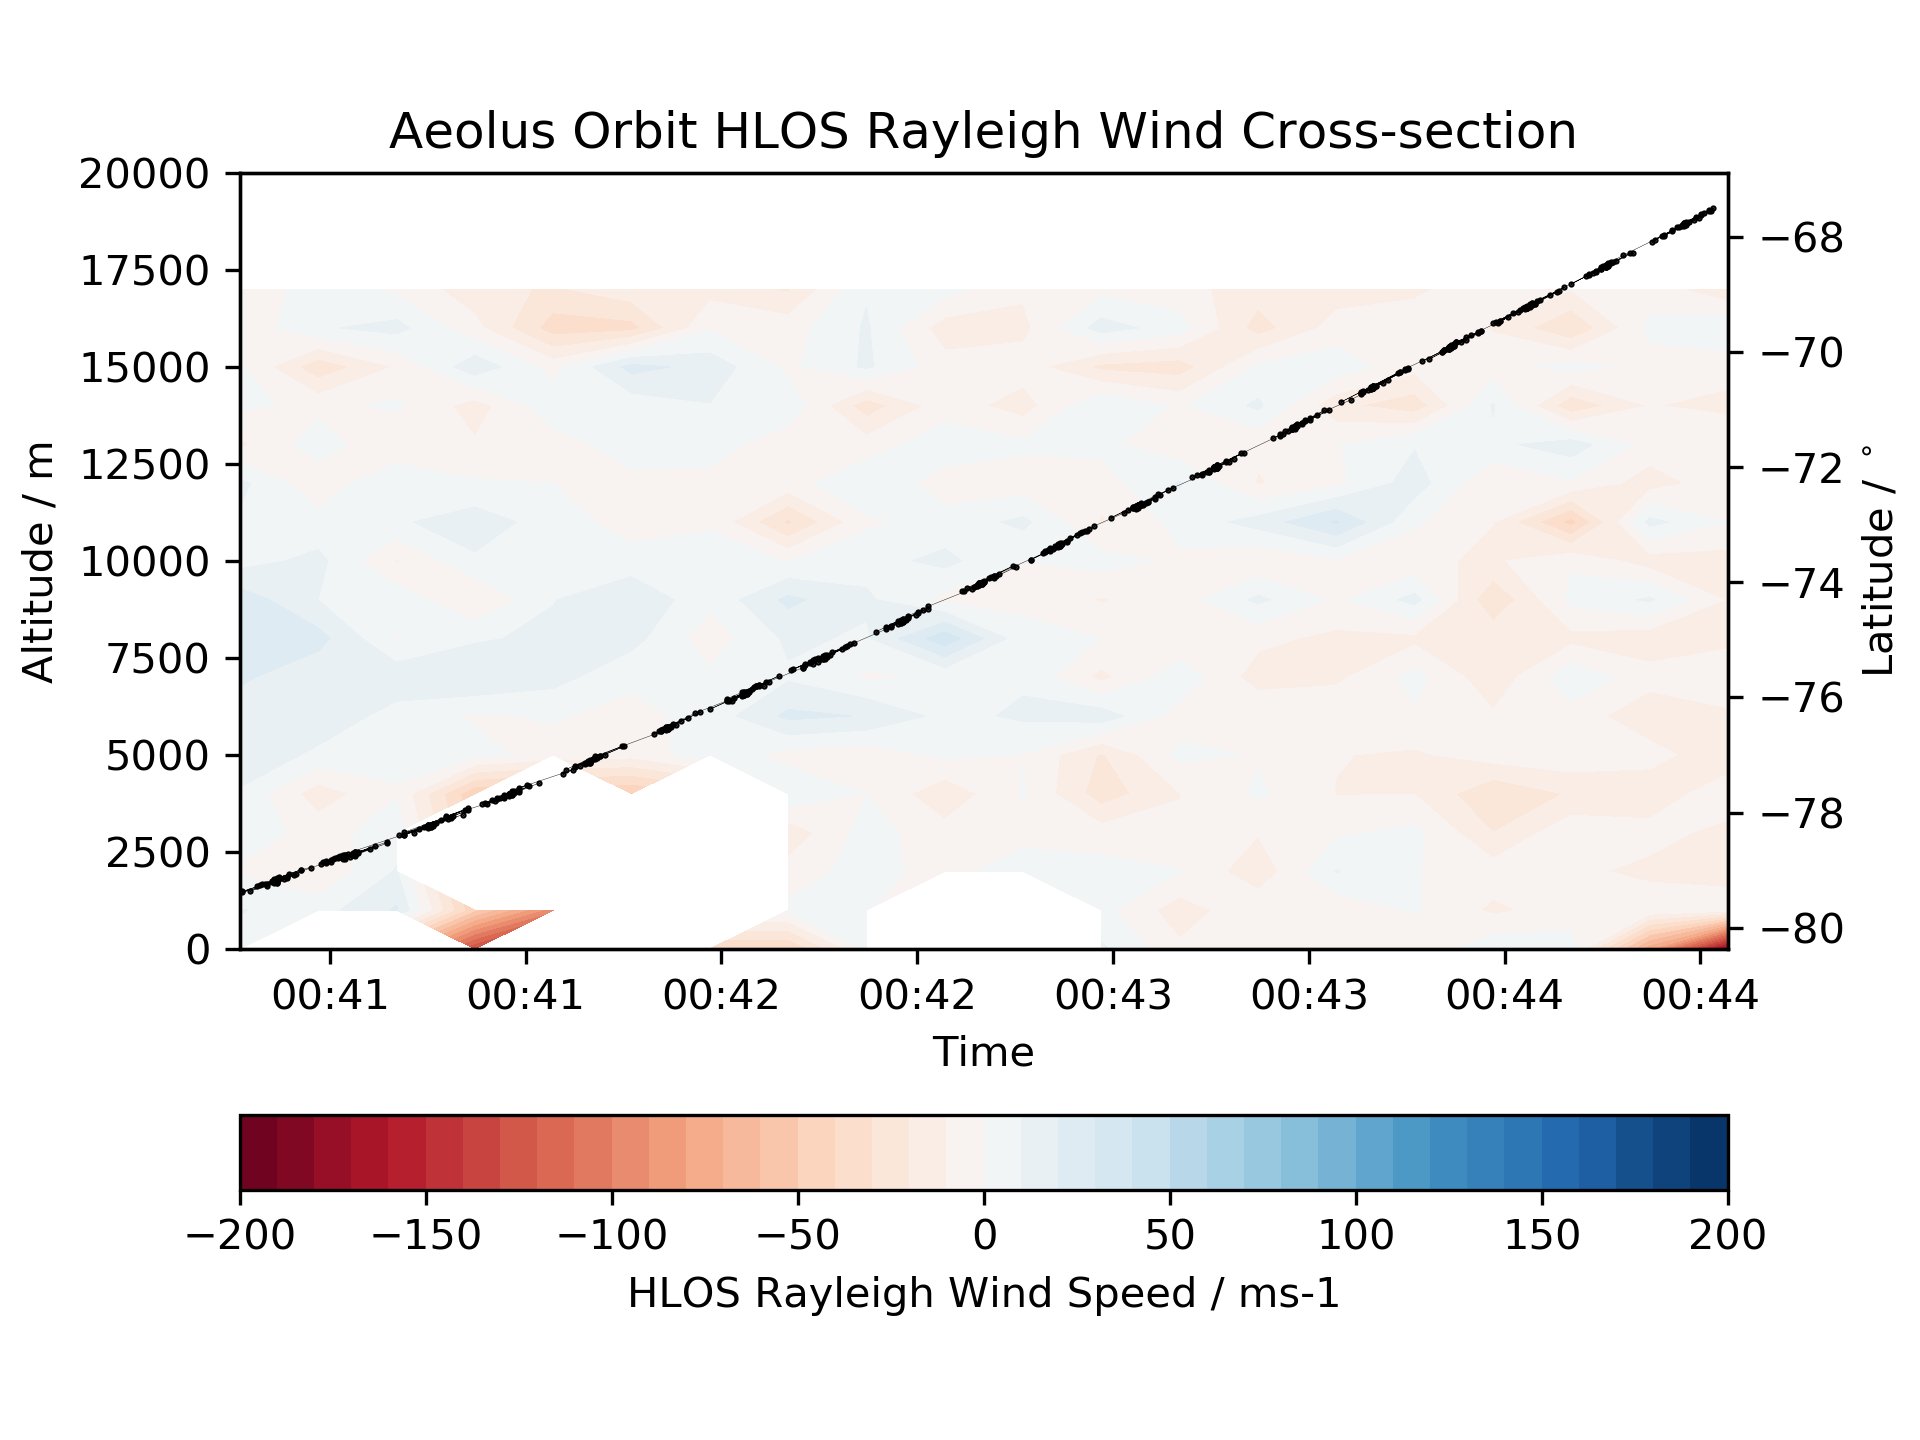 Aeolus Orbit HLOS Rayleigh Wind Cross-section
20000
17500
15000
12500
10000
7500
5000
2500
0
Altitude / m
−68
−70
−72
−74
−76
−78
−80
Latitude / °
00:41 00:41 00:42 00:42 00:43 00:43 00:44 00:44
Time
−200 −150 −100 −50 0 50 100 150 200
HLOS Rayleigh Wind Speed / ms-1